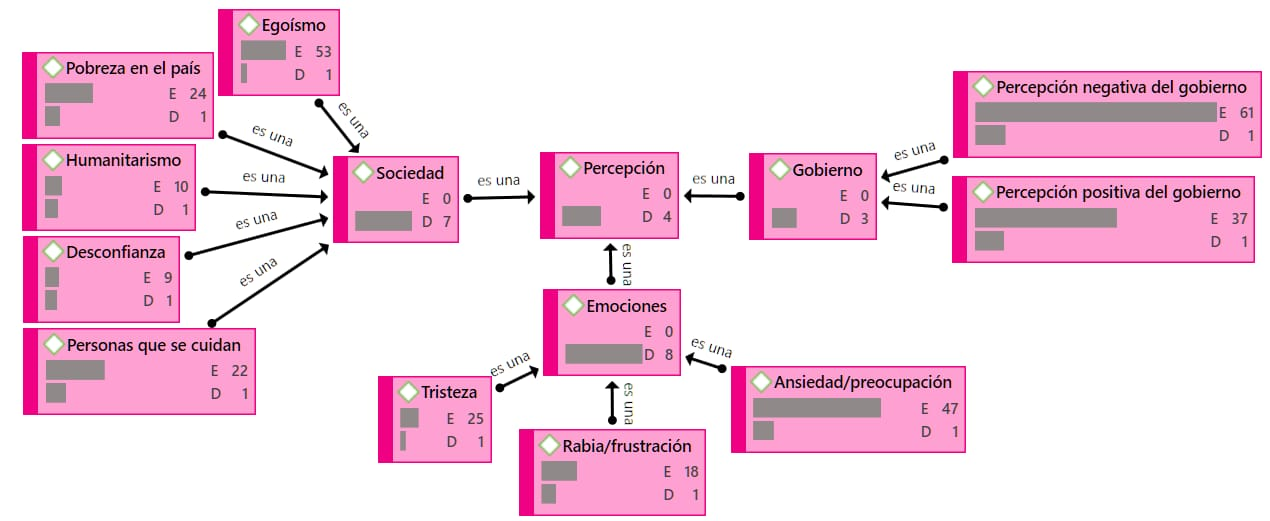 Egoísmo
E 53
D 1
Pobreza en el país
E 24
D 1
es una
es una
Humanitarismo
E 10
D 1
es una
Desconfianza
E 9
D 1
es una
Personas que se cuidan
E 22
D 1
es una
Sociedad
E 0
D 7
es una
Percepción
E 0
D 4
es una
Gobierno
E 0
D 3
es una
Percepción negativa del gobierno
E 61
D 1
es una
Percepción positiva del gobierno
E 37
D 1
es una
Emociones
E 0
D 8
es una
Tristeza
E 25
D 1
es una
Rabia/frustración
E 18
D 1
es una
Ansiedad/preocupación
E 47
D 1